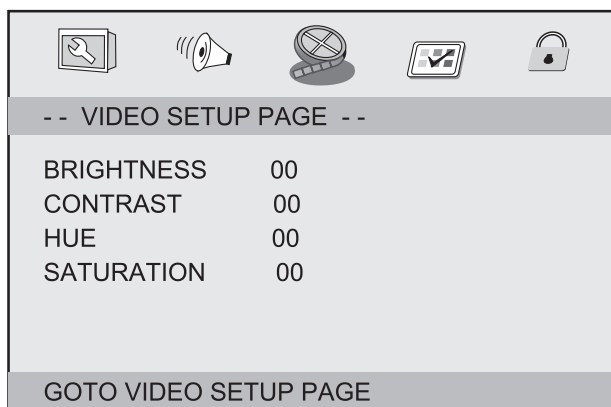 -- VIDEO SETUP PAGE --
BRIGHTNESS 00
CONTRAST 00
HUE 00
SATURATION 00
GOTO VIDEO SETUP PAGE